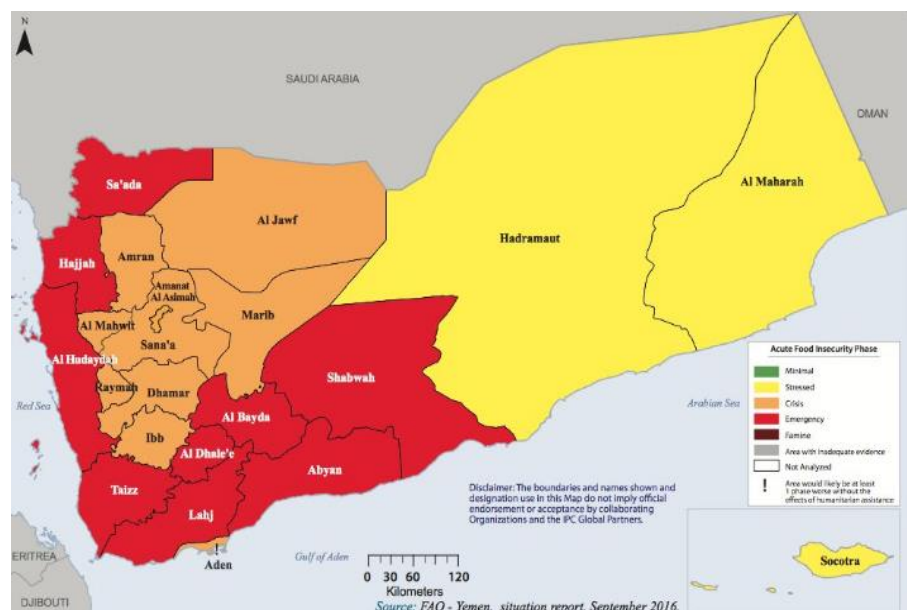 N
SAUDI ARABIA
OMAN
Sa'ada
Al Jawf
Al Maharah
Hadramaut
Hajjah
Amran
Amanat
Al Asimah
Marib
Al Mahwit
Sana'a
Al Hudaydah
Shabwah
Raymah
Dhamar
Red Sea
Al Bayda
Ibb
Al Dhale'e
Abyan
Taizz
Lahj
Arabian Sea
Acute Food Insecurity Phase
Minimal
Stressed
Crisis
Emergency
Famine
Area with inadequate evidence
Not Analyzed
! Area would likely be at least
1 phase worse without the
effects of humanitarian assistance
Disclaimer: The boundaries and names shown and
designation use in this Map do not imply official
endorsement or acceptance by collaborating
Organizations and the IPC Global Partners.
!
Aden
Gulf of Aden
ERITREA
DJIBOUTI
0 30 60 120
Kilometers
Socotra
Source: FAO - Yemen, situation report, September 2016.